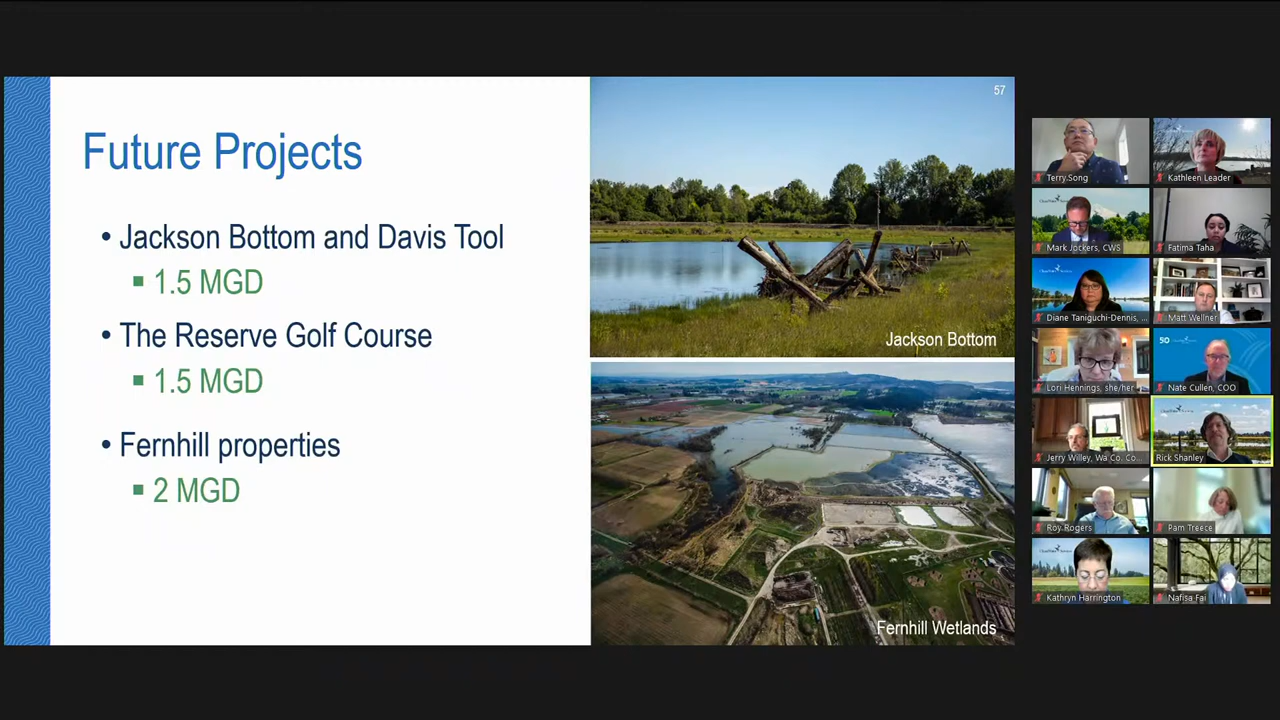 57
Future Projects
• Jackson Bottom and Davis Tool
▪ 1.5 MGD
• The Reserve Golf Course
▪ 1.5 MGD
• Fernhill properties
▪ 2 MGD
Jackson Bottom
Fernhill Wetlands
Terry Song
Kathleen Leader
Mark Jockers, CWS
Fatima Taha
Diane Taniguchi-Dennis, ...
Matt Wellner
Lori Hennings, she/her
50
Nate Cullen, COO
Jerry Willey, Wa Co. Co...
Rick Shanley
Roy Rogers
Pam Treece
Kathryn Harrington
Nafisa Fai